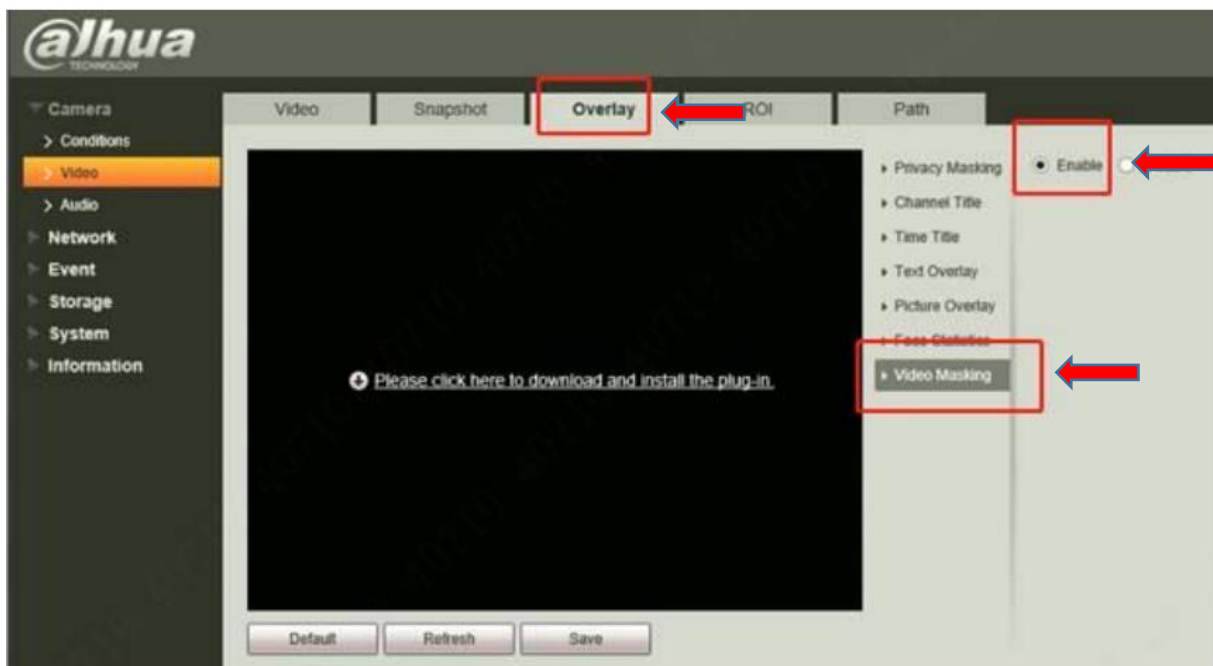 alhua
TECHNOLOGY
Camera
> Conditions
> Video
> Audio
Network
Event
Storage
System
Information
Video
Snapshot
Overlay
ROI
Path
Please click here to download and install the plug-in.
Privacy Masking
Channel Title
Time Title
Text Overlay
Picture Overlay
Face Statistics
Video Masking
Enable
Default
Refresh
Save